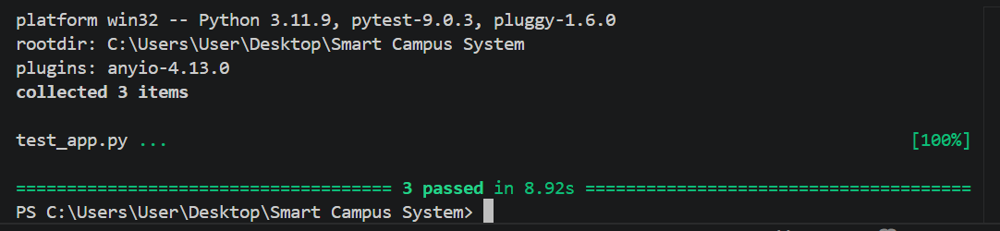 platform win32 -- Python 3.11.9, pytest-9.0.3, pluggy-1.6.0
rootdir: C:\Users\User\Desktop\Smart Campus System
plugins: anyio-4.13.0
collected 3 items
test_app.py ... [100%]
===================================== 3 passed in 8.92s ======================================
PS C:\Users\User\Desktop\Smart Campus System>